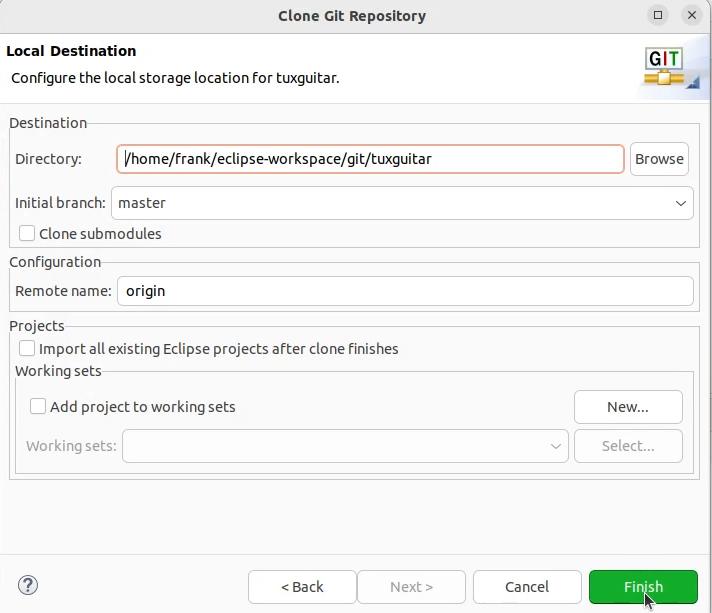 Clone Git Repository
Local Destination
Configure the local storage location for tuxguitar.
GIT
Destination
Directory: /home/frank/eclipse-workspace/git/tuxguitar Browse
Initial branch: master
Clone submodules
Configuration
Remote name: origin
Projects
Import all existing Eclipse projects after clone finishes
Working sets
Add project to working sets New...
Working sets: Select...
? < Back Next > Cancel Finish